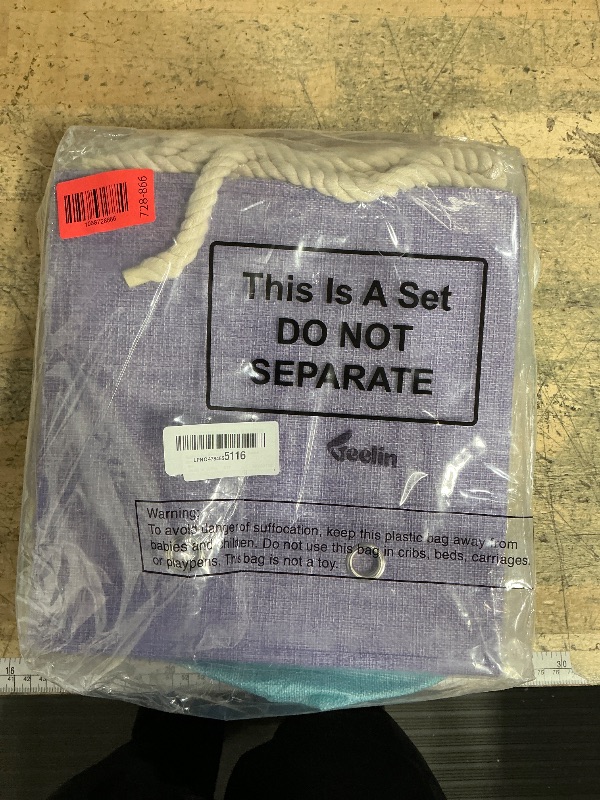 728-866
This Is A Set
DO NOT
SEPARATE
5116
Geelin
Warning:
To avoid danger of suffocation, keep this plastic bag away from
babies and children. Do not use this bag in cribs, beds, carriages,
or playpens. This bag is not a toy.
16
30